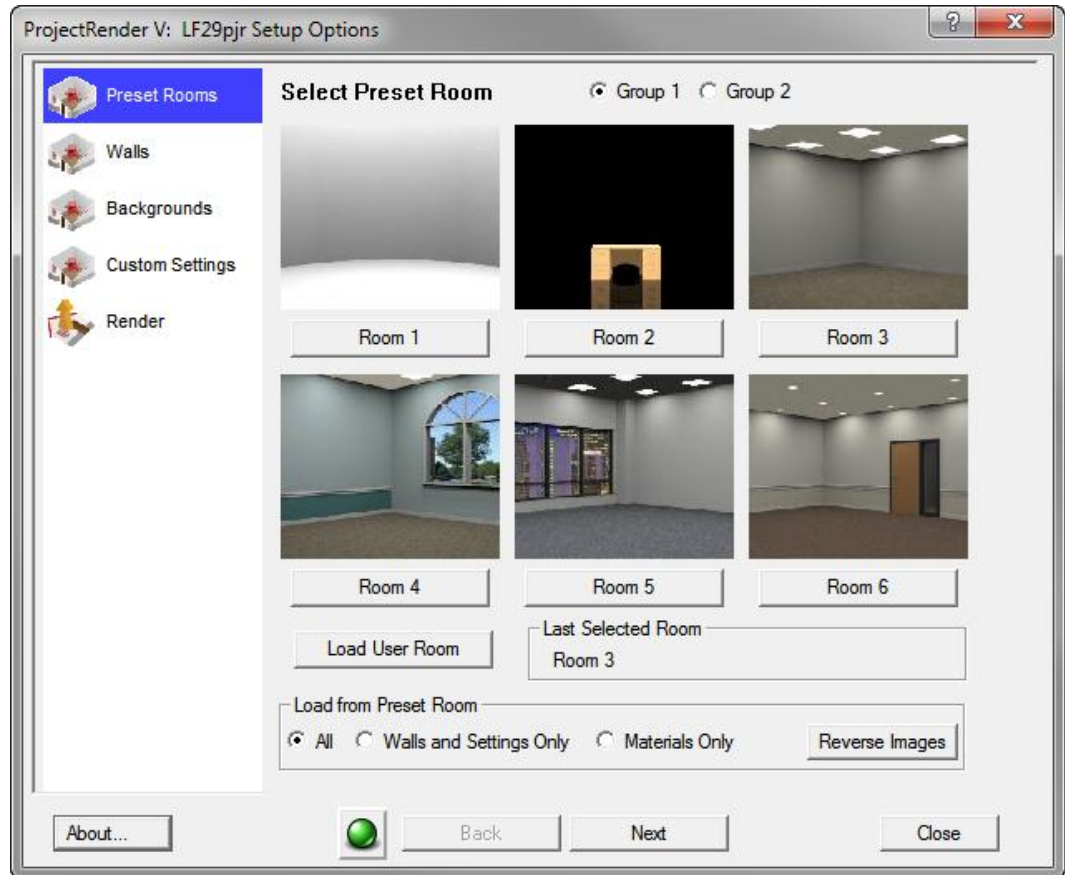 ProjectRender V: LF29pjr Setup Options
Preset Rooms
Walls
Backgrounds
Custom Settings
Render
Select Preset Room
Group 1
Group 2
Room 1
Room 2
Room 3
Room 4
Room 5
Room 6
Load User Room
Last Selected Room
Room 3
Load from Preset Room
All
Walls and Settings Only
Materials Only
Reverse Images
About...
Back
Next
Close